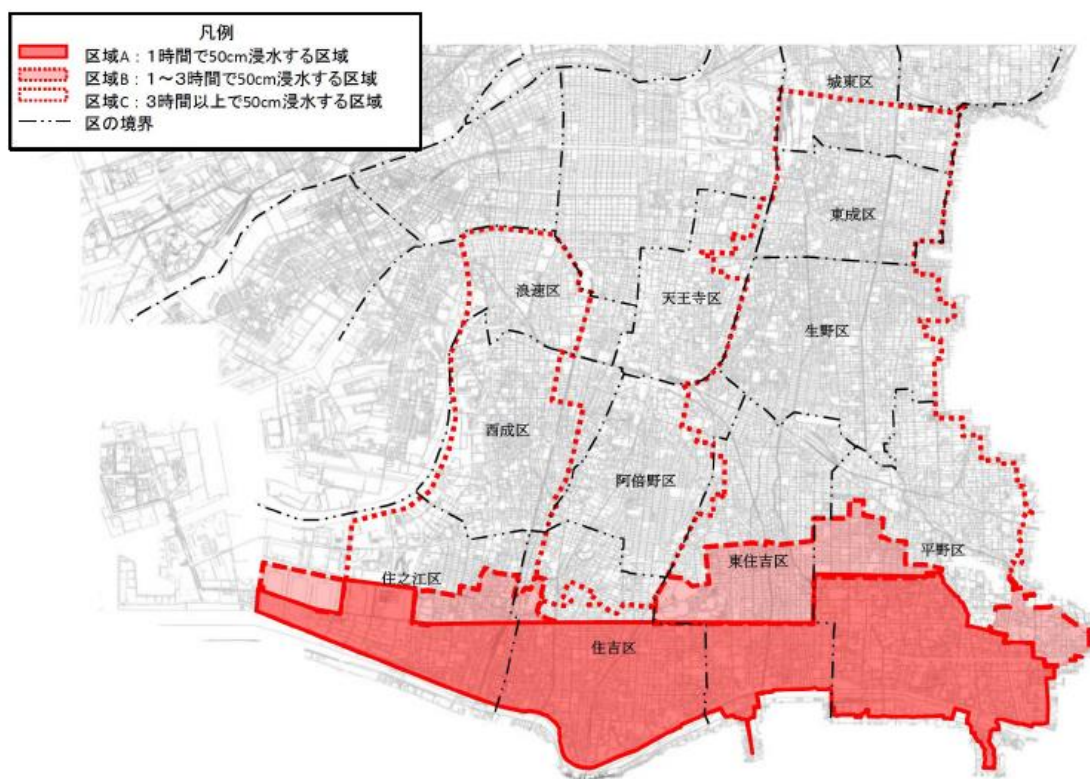 凡例
区域A：1時間で50cm浸水する区域
区域B：1～3時間で50cm浸水する区域
区域C：3時間以上で50cm浸水する区域
区の境界
城東区
東成区
浪速区
天王寺区
生野区
西成区
阿倍野区
東住吉区
平野区
住之江区
住吉区